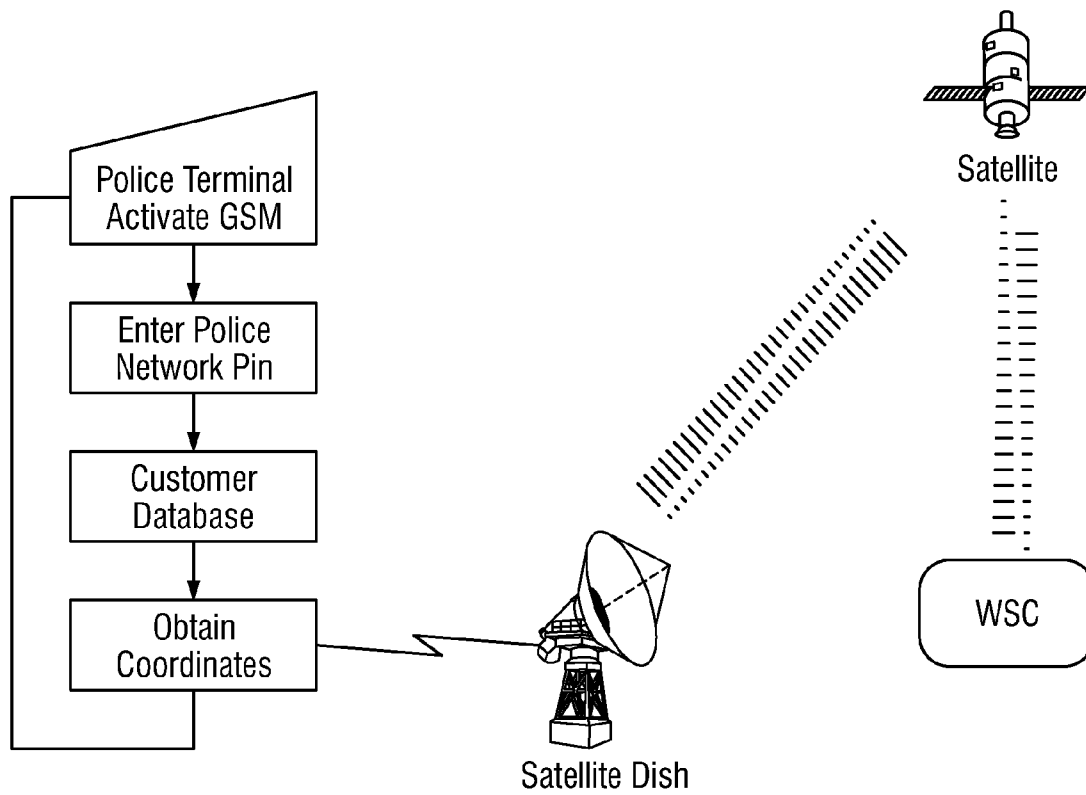 Police Terminal
Activate GSM
Enter Police
Network Pin
Customer
Database
Obtain
Coordinates
Satellite Dish
Satellite
WSC